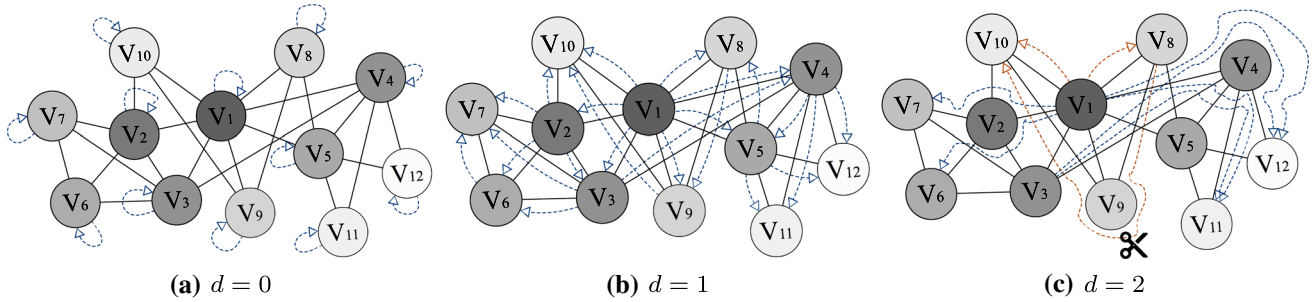 V10 V8 V4
V7 V2 V1 V5
V12
V6 V3 V9 V11
(a) d = 0
V10 V8 V4
V7 V2 V1 V5
V12
V6 V3 V9 V11
(b) d = 1
V10 V8 V4
V7 V2 V1 V5
V12
V6 V3 V9 V11
(c) d = 2